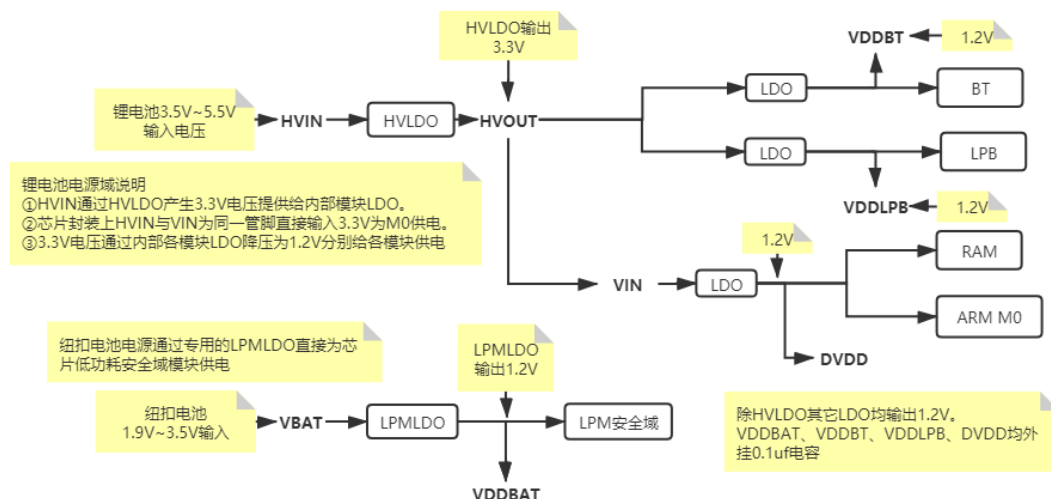 HVLDO输出
3.3V
VDDBT
1.2V
LDO
BT
锂电池3.5V~5.5V
输入电压
HVIN
HVLDO
HVOUT
LDO
LPB
锂电池电源域说明
①HVIN通过HVLDO产生3.3V电压提供给内部模块LDO。
②芯片封装上HVIN与VIN为同一管脚直接输入3.3V为M0供电。
③3.3V电压通过内部各模块LDO降压为1.2V分别给各模块供电
VDDLPB
1.2V
1.2V
RAM
VIN
LDO
ARM M0
DVDD
纽扣电池电源通过专用的LPMLDO直接为芯
片低功耗安全域模块供电
LPMLDO
输出1.2V
纽扣电池
1.9V~3.5V输入
VBAT
LPMLDO
LPM安全域
VDDBAT
除HVLDO其它LDO均输出1.2V。
VDDBAT、VDDBT、VDDLPB、DVDD均外
挂0.1uf电容